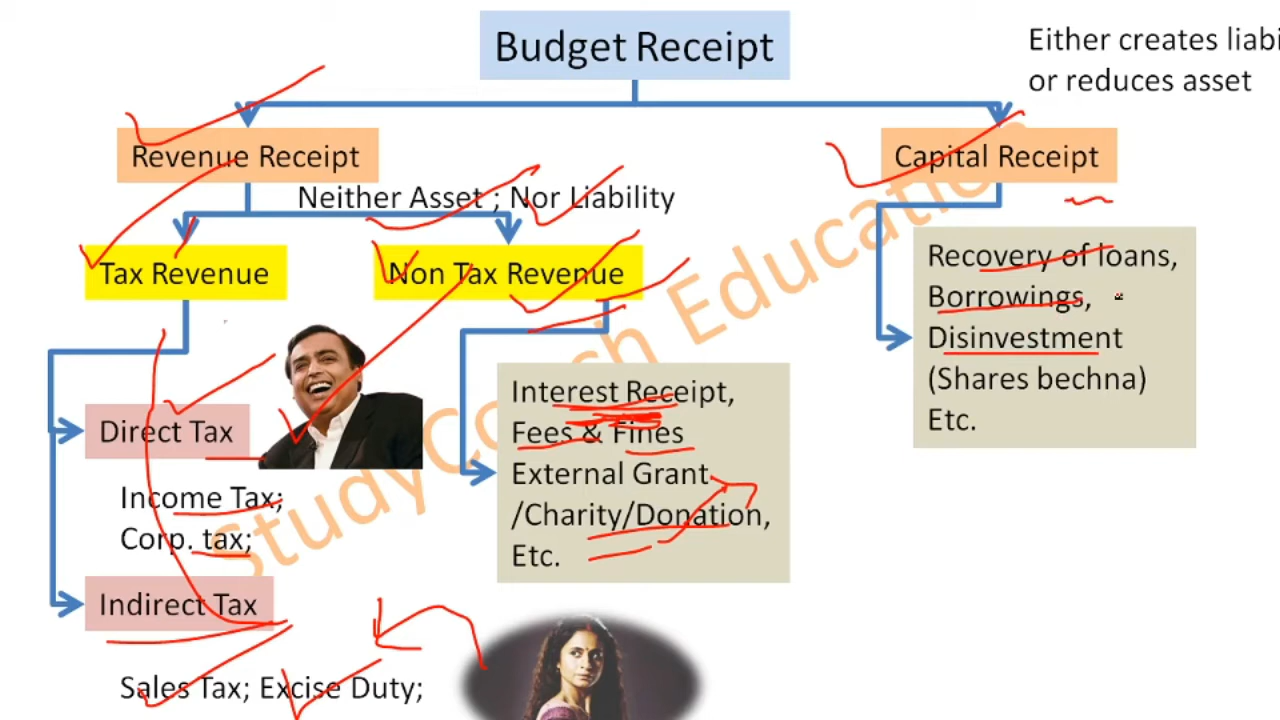 Budget Receipt
Either creates liabi
or reduces asset
Revenue Receipt
Capital Receipt
Neither Asset ; Nor Liability
Tax Revenue
Non Tax Revenue
Recovery of loans,
Borrowings,
Disinvestment
(Shares bechna)
Etc.
Direct Tax
Income Tax;
Corp. tax;
Indirect Tax
Sales Tax; Excise Duty;
Interest Receipt,
Fees & Fines
External Grant
/Charity/Donation,
Etc.
StudyCoach Education